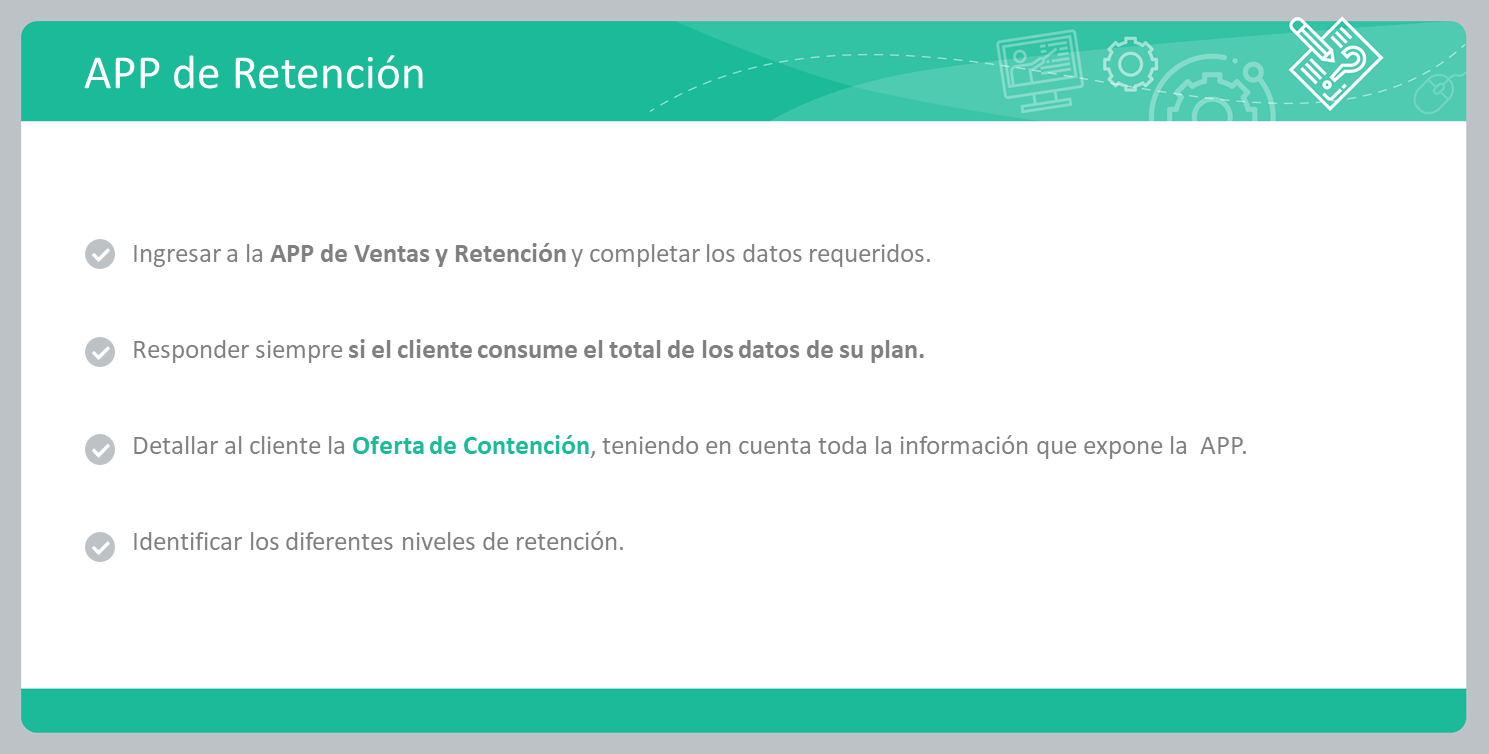 APP de Retención
Ingresar a la APP de Ventas y Retención y completar los datos requeridos.
Responder siempre si el cliente consume el total de los datos de su plan.
Detallar al cliente la Oferta de Contención, teniendo en cuenta toda la información que expone la  APP.
Identificar los diferentes niveles de retención.